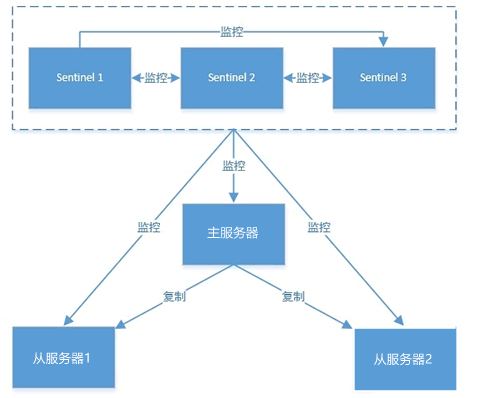 监控
Sentinel 1
监控
Sentinel 2
监控
Sentinel 3
监控
监控
监控
主服务器
复制
复制
从服务器1
从服务器2